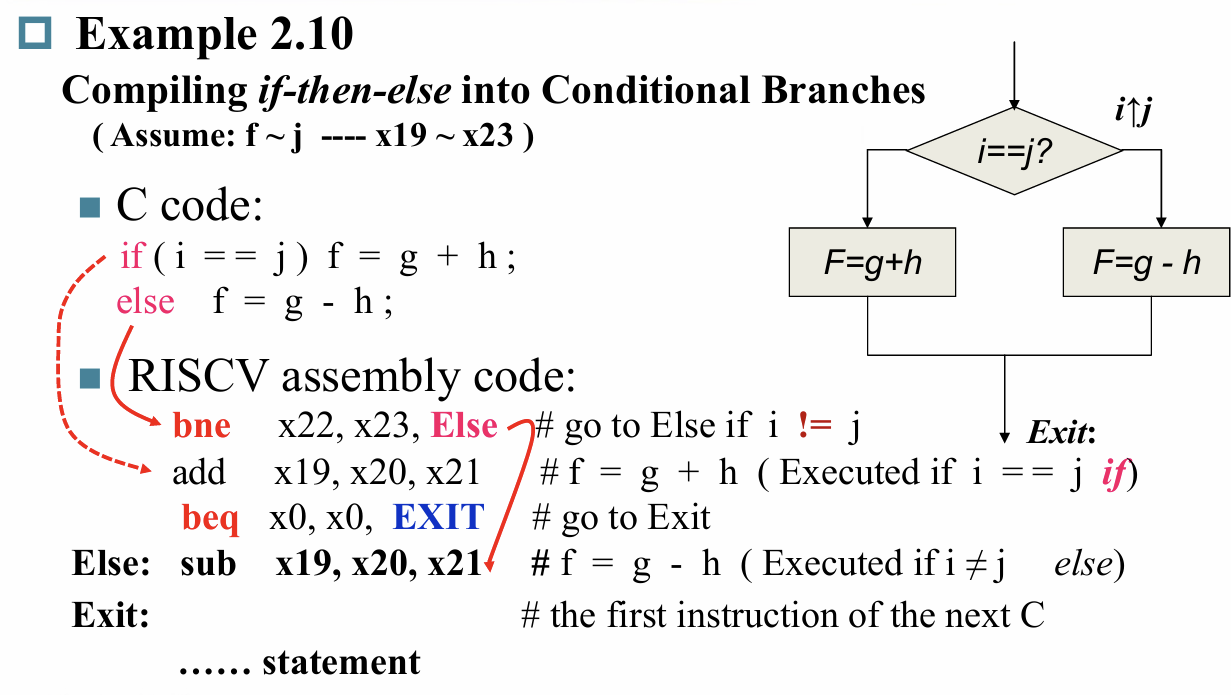 Example 2.10
Compiling if-then-else into Conditional Branches
( Assume: f ~ j ---- x19 ~ x23 )
C code:
if ( i == j ) f = g + h ;
else f = g - h ;
i↑j
i==j?
F=g+h
F=g - h
Exit:
RISCV assembly code:
bne x22, x23, Else # go to Else if i != j
add x19, x20, x21 # f = g + h ( Executed if i == j if)
beq x0, x0, EXIT # go to Exit
Else: sub x19, x20, x21 # f = g - h ( Executed if i ≠ j else)
Exit: # the first instruction of the next C
…… statement